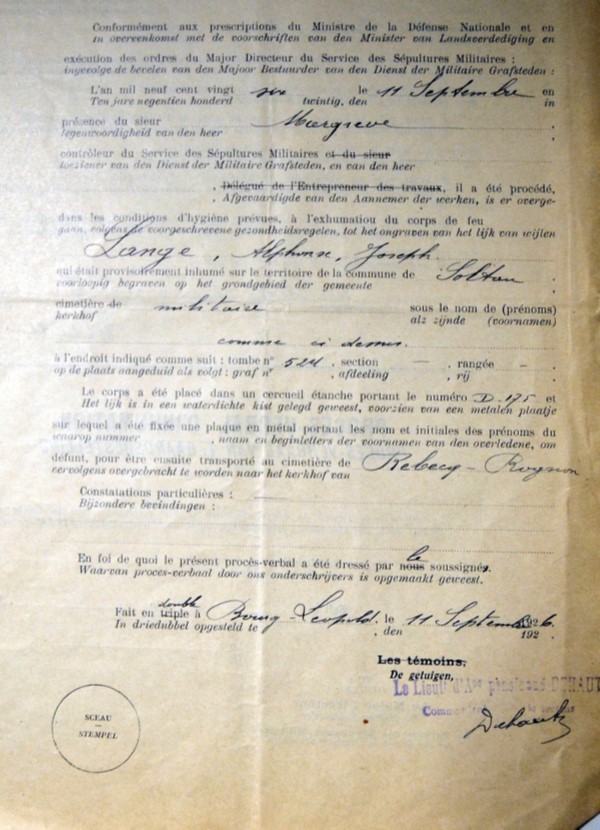 Conformément aux prescriptions du Ministre de la Défense Nationale et en
In overeenkomst met de voorschriften van den Minister van Landsverdediging en
exécution des ordres du Major Directeur du Service des Sépultures Militaires :
ingevolge de bevelen van den Majoor Bestuurder van den Dienst der Militaire Grafsteden :
L'an mil neuf cent vingt six le 11 Septembre en
Ten jare negentien honderd twintig, den in
présence du sieur Margreve
tegenwoordigheid van den heer
contrôleur du Service des Sépultures Militaires et du sieur
toeziener van den Dienst der Militaire Grafsteden, en van den heer
, Délégué de l'Entrepreneur des travaux, il a été procédé,
, Afgevaardigde van den Aannemer der werken, is er overge-
dans les conditions d'hygiène prévues, à l'exhumation du corps de feu
gaan, volgens de voorgeschrevene gezondheidsregelen, tot het ongraven van het lijk van wijlen
Lange, Alphonse, Joseph.
qui était provisoirement inhumé sur le territoire de la commune de Soltau
voorloopig begraven op het grondgebied der gemeente
cimetière de militaire sous le nom de (prénoms)
kerkhof als zijnde (voornamen)
comme ci dessus.
à l'endroit indiqué comme suit : tombe n° 524, section — , rangée — .
op de plaats aangeduid als volgt : graf n° , afdeeling , rij
Le corps a été placé dans un cercueil étanche portant le numéro D. 175 et
Het lijk is in een waterdichte kist gelegd geweest, voorzien van een metalen plaatje
sur lequel a été fixée une plaque en métal portant les nom et initiales des prénoms du
waarop nummer , naam en beginletters der voornamen van den overledene, om
défunt, pour être ensuite transporté au cimetière de Rebecq-Rognon
vervolgens overgebracht te worden naar het kerkhof van
Constatations particulières :
Bijzondere bevindingen :
En foi de quoi le présent procès-verbal a été dressé par nous le soussigné.
Waarvan proces-verbaal door ons onderschrijvers is opgemaakt geweest.
Fait en triple double à Bourg-Léopold. le 11 Septembre 1926.
In driedubbel opgesteld te , den 192
Les témoins,
De getuigen,
Le Lieut d'Adm pensionné DEHAUT
SCEAU
—
STEMPEL